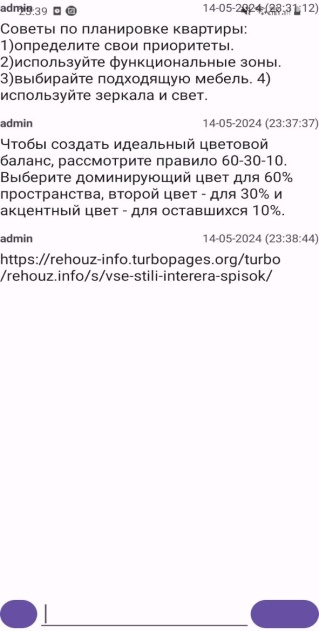 admin 14-05-2024 (23:31:12)
23:39
Советы по планировке квартиры:
1)определите свои приоритеты.
2)используйте функциональные зоны.
3)выбирайте подходящую мебель. 4)
используйте зеркала и свет.
admin 14-05-2024 (23:37:37)
Чтобы создать идеальный цветовой
баланс, рассмотрите правило 60-30-10.
Выберите доминирующий цвет для 60%
пространства, второй цвет - для 30% и
акцентный цвет - для оставшихся 10%.
admin 14-05-2024 (23:38:44)
https://rehouz-info.turbopages.org/turbo
/rehouz.info/s/vse-stili-interera-spisok/